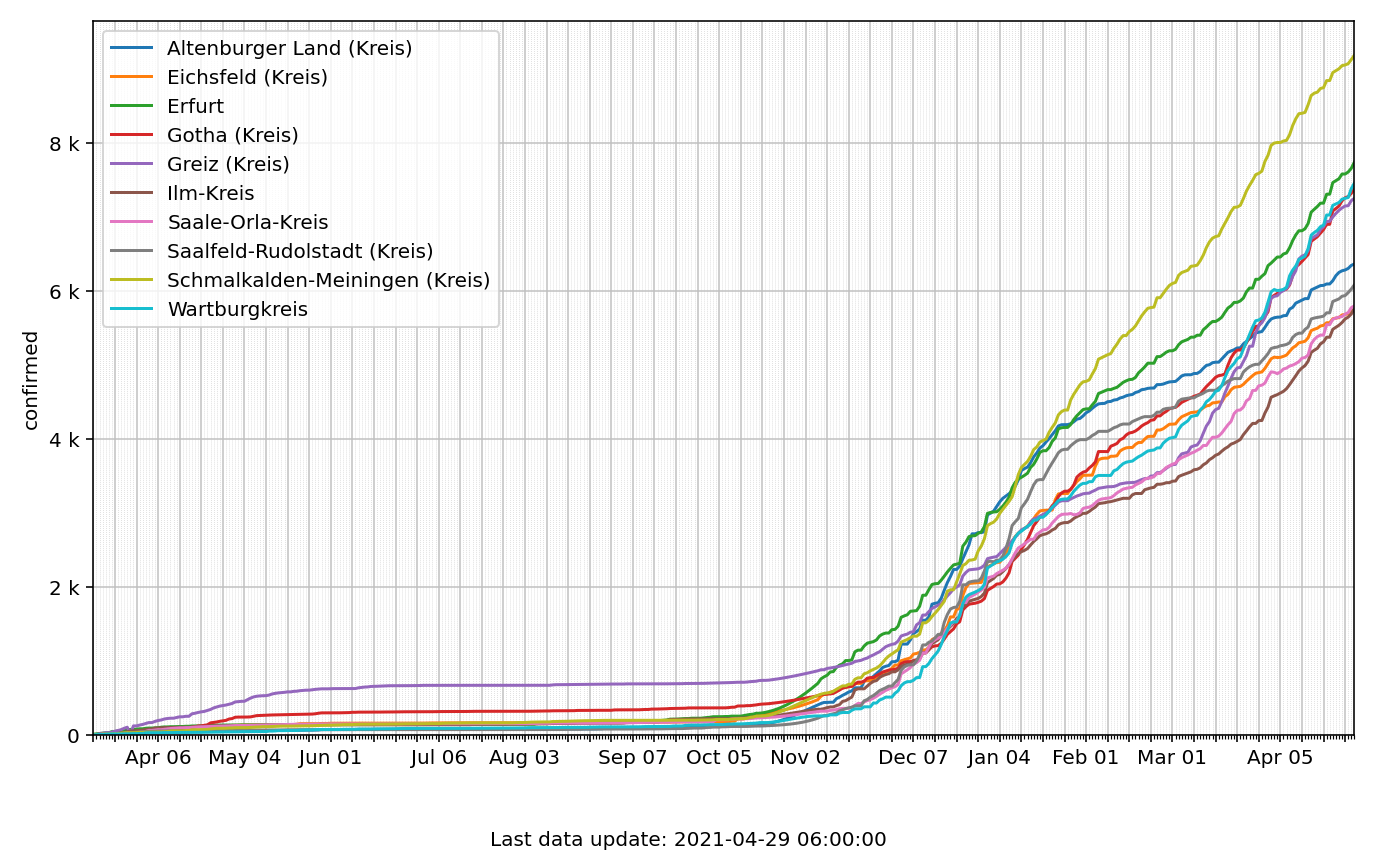 Altenburger Land (Kreis)
Eichsfeld (Kreis)
Erfurt
Gotha (Kreis)
Greiz (Kreis)
Ilm-Kreis
Saale-Orla-Kreis
Saalfeld-Rudolstadt (Kreis)
Schmalkalden-Meiningen (Kreis)
Wartburgkreis
8 k
6 k
4 k
2 k
0
confirmed
Apr 06 May 04 Jun 01 Jul 06 Aug 03 Sep 07 Oct 05 Nov 02 Dec 07 Jan 04 Feb 01 Mar 01 Apr 05
Last data update: 2021-04-29 06:00:00